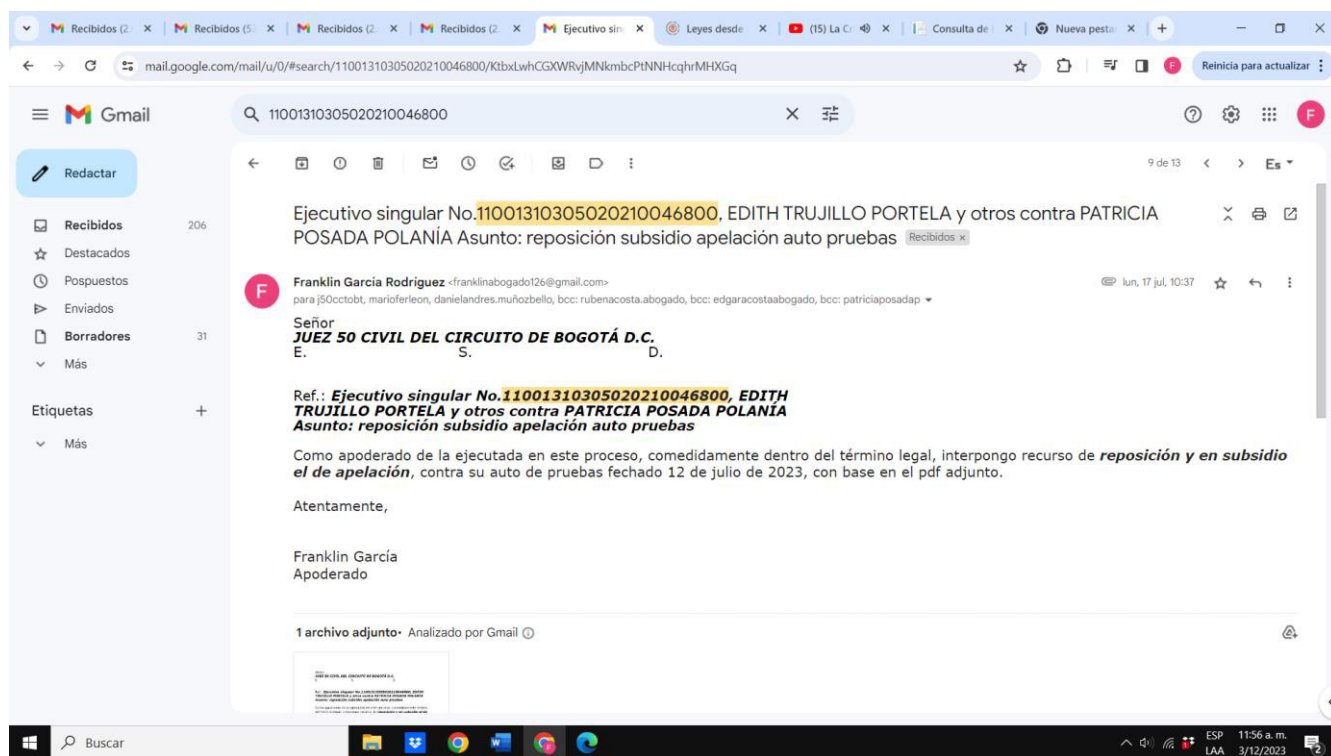 Recibidos (2
Recibidos (5
Recibidos (2
Recibidos (2
Ejecutivo sin
Leyes desde
(15) La C
Consulta de
Nueva pesta
mail.google.com/mail/u/0/#search/11001310305020210046800/KtbxLwhCGXWRvjMNkmbcPtNNHcqhrMHXGq
F
Reinicia para actualizar
Gmail
11001310305020210046800
F
Redactar
9 de 13
Es
Recibidos 206
Destacados
Pospuestos
Enviados
Borradores 31
Más
Etiquetas
Más
Ejecutivo singular No.11001310305020210046800, EDITH TRUJILLO PORTELA y otros contra PATRICIA
POSADA POLANÍA Asunto: reposición subsidio apelación auto pruebas Recibidos x
F
Franklin Garcia Rodriguez <franklinabogado126@gmail.com> lun, 17 jul, 10:37
para j50cctobt, marioferleon, danielandres.muñozbello, bcc: rubenacosta.abogado, bcc: edgaracostaabogado, bcc: patriciaposadap
Señor
JUEZ 50 CIVIL DEL CIRCUITO DE BOGOTÁ D.C.
E. S. D.
Ref.: Ejecutivo singular No.11001310305020210046800, EDITH
TRUJILLO PORTELA y otros contra PATRICIA POSADA POLANÍA
Asunto: reposición subsidio apelación auto pruebas
Como apoderado de la ejecutada en este proceso, comedidamente dentro del término legal, interpongo recurso de reposición y en subsidio
el de apelación, contra su auto de pruebas fechado 12 de julio de 2023, con base en el pdf adjunto.
Atentamente,
Franklin García
Apoderado
1 archivo adjunto• Analizado por Gmail
Buscar
ESP 11:56 a. m.
LAA 3/12/2023
2